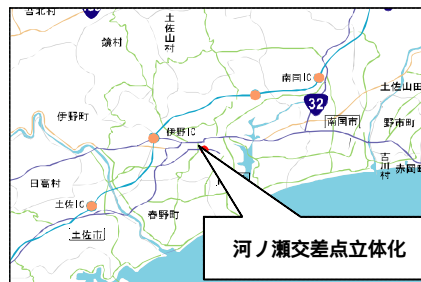 土佐山村
鏡村
南国IC
土佐山田
32
伊野町
伊野IC
南国市
野市町
吉川村
赤岡町
日高村
土佐IC
春野町
土佐市
河ノ瀬交差点立体化